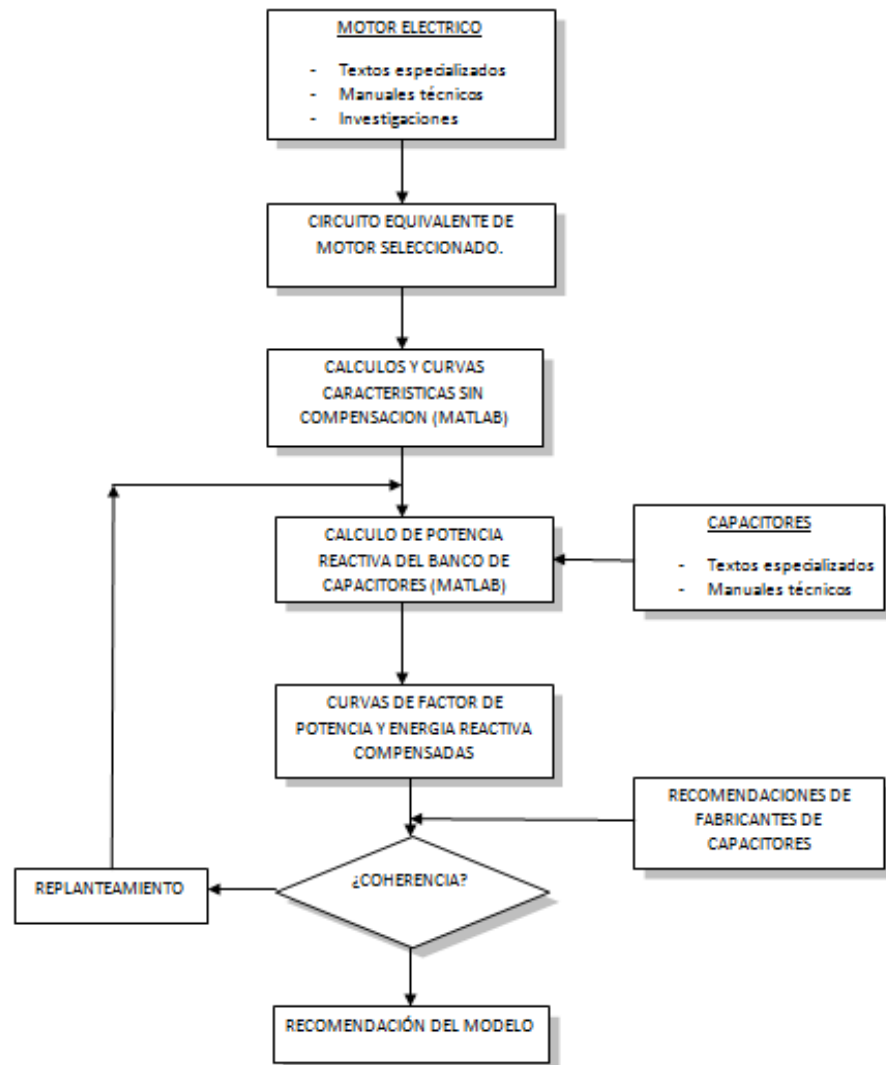 MOTOR ELECTRICO
- Textos especializados
- Manuales técnicos
- Investigaciones
CIRCUITO EQUIVALENTE DE
MOTOR SELECCIONADO.
CALCULOS Y CURVAS
CARACTERISTICAS SIN
COMPENSACION (MATLAB)
CALCULO DE POTENCIA
REACTIVA DEL BANCO DE
CAPACITORES (MATLAB)
CAPACITORES
- Textos especializados
- Manuales técnicos
CURVAS DE FACTOR DE
POTENCIA Y ENERGIA REACTIVA
COMPENSADAS
RECOMENDACIONES DE
FABRICANTES DE
CAPACITORES
¿COHERENCIA?
REPLANTEAMIENTO
RECOMENDACIÓN DEL MODELO